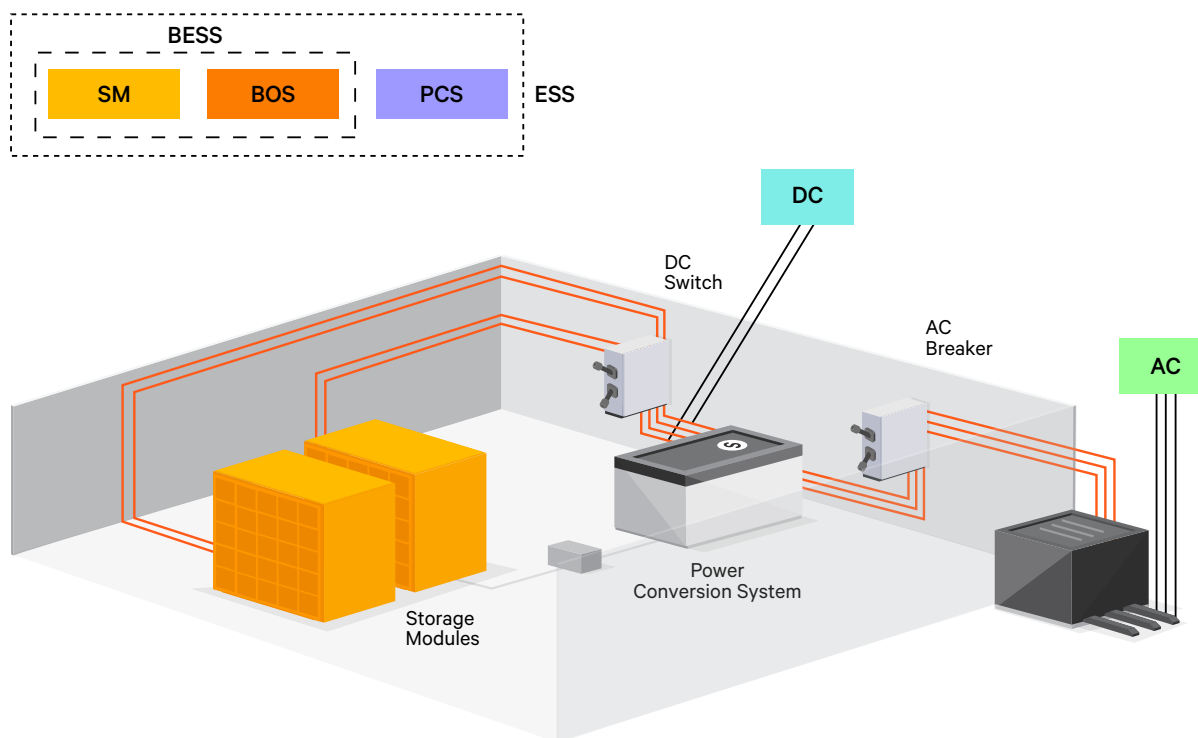 BESS
SM
BOS
PCS
ESS
DC
DC
Switch
AC
Breaker
AC
S
Power
Conversion System
Storage
Modules